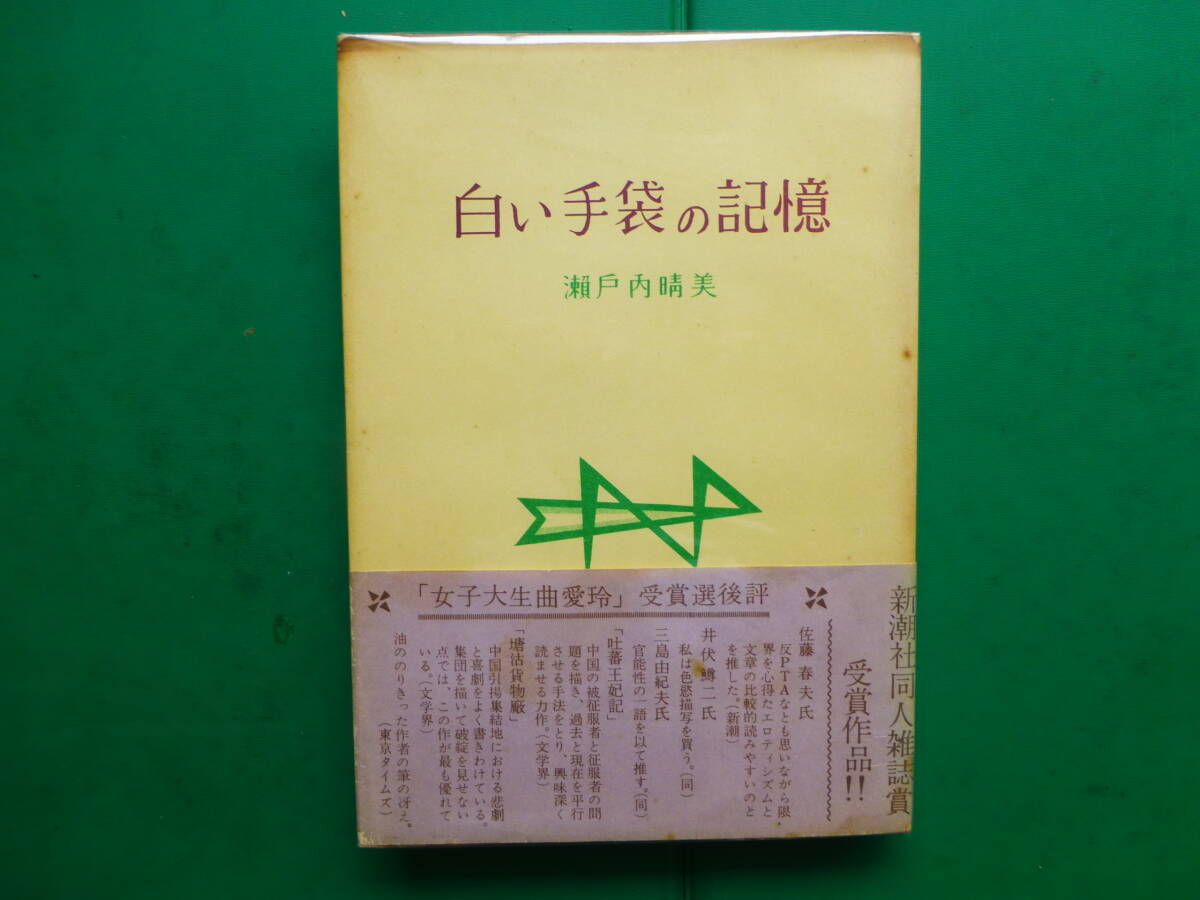 白い手袋の記憶
瀬戸内晴美
新潮社同人雑誌賞
受賞作品!!
「女子大生曲愛玲」受賞選後評
佐藤春夫氏
反PTAなとも思いながら限
界を心得たエロティシズムと
文章の比較的読みやすいのと
を推した。(新潮)
井伏鱒二氏
私は色慾描写を買う。(同)
三島由紀夫氏
官能性の一語を以て推す。(同)
「吐蕃王妃記」
中国の被征服者と征服者の問
題を描き、過去と現在を平行
させる手法をとり、興味深く
読ませる力作。(文学界)
「塘沽貨物廠」
中国引揚集結地における悲劇
と喜劇をよく書きわけている。
集団を描いて破綻を見せない
点では、この作が最も優れて
いる。(文学界)
油ののりきった作者の筆の冴え。
(東京タイムズ)